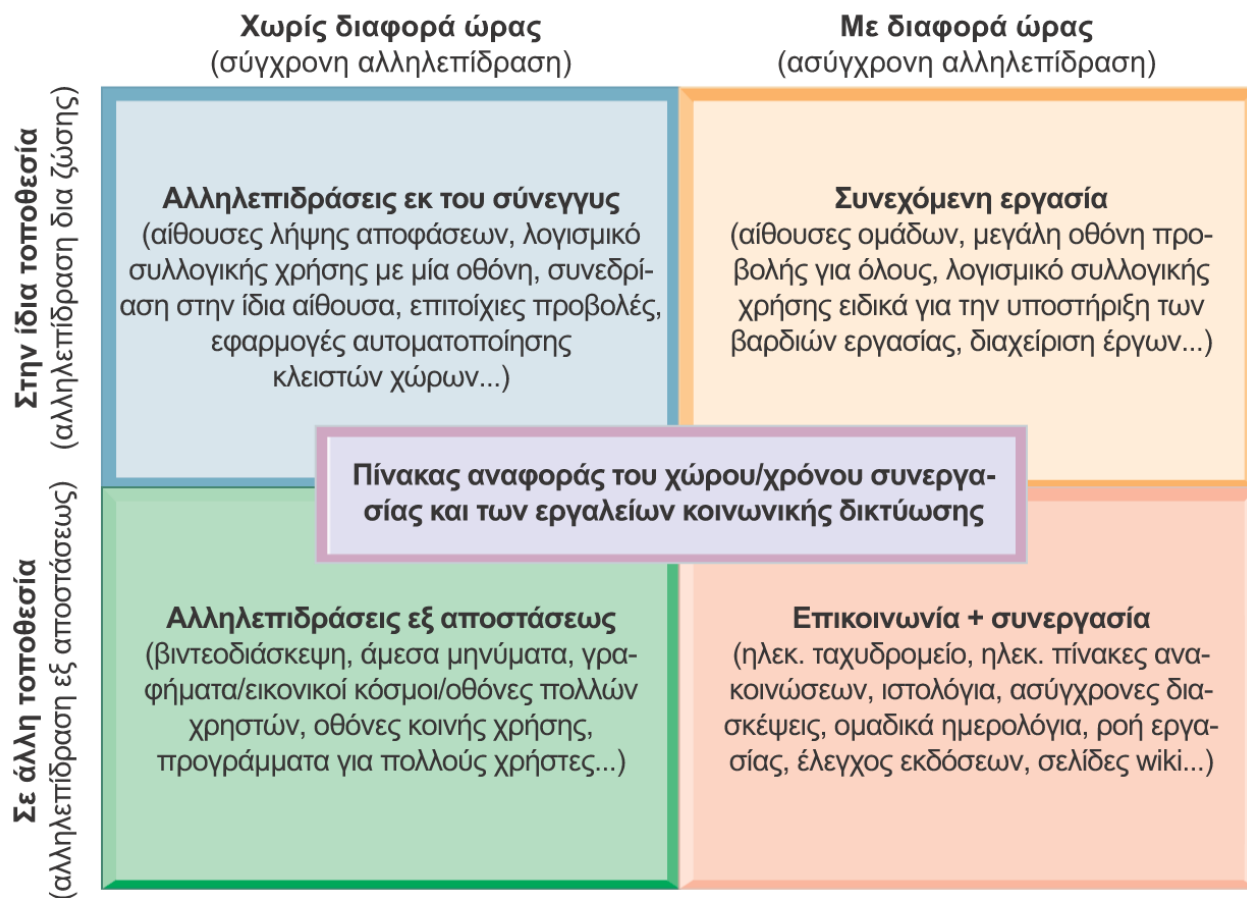 Χωρίς διαφορά ώρας
(σύγχρονη αλληλεπίδραση)
Με διαφορά ώρας
(ασύγχρονη αλληλεπίδραση)
Στην ίδια τοποθεσία
(αλληλεπίδραση δια ζώσης)
Αλληλεπιδράσεις εκ του σύνεγγυς
(αίθουσες λήψης αποφάσεων, λογισμικό
συλλογικής χρήσης με μία οθόνη, συνεδρί-
αση στην ίδια αίθουσα, επιτοίχιες προβολές,
εφαρμογές αυτοματοποίησης
κλειστών χώρων...)
Συνεχόμενη εργασία
(αίθουσες ομάδων, μεγάλη οθόνη προ-
βολής για όλους, λογισμικό συλλογικής
χρήσης ειδικά για την υποστήριξη των
βαρδιών εργασίας, διαχείριση έργων...)
Πίνακας αναφοράς του χώρου/χρόνου συνεργα-
σίας και των εργαλείων κοινωνικής δικτύωσης
Σε άλλη τοποθεσία
(αλληλεπίδραση εξ αποστάσεως)
Αλληλεπιδράσεις εξ αποστάσεως
(βιντεοδιάσκεψη, άμεσα μηνύματα, γρα-
φήματα/εικονικοί κόσμοι/οθόνες πολλών
χρηστών, οθόνες κοινής χρήσης,
προγράμματα για πολλούς χρήστες...)
Επικοινωνία + συνεργασία
(ηλεκ. ταχυδρομείο, ηλεκ. πίνακες ανα-
κοινώσεων, ιστολόγια, ασύγχρονες δια-
σκέψεις, ομαδικά ημερολόγια, ροή εργα-
σίας, έλεγχος εκδόσεων, σελίδες wiki...)